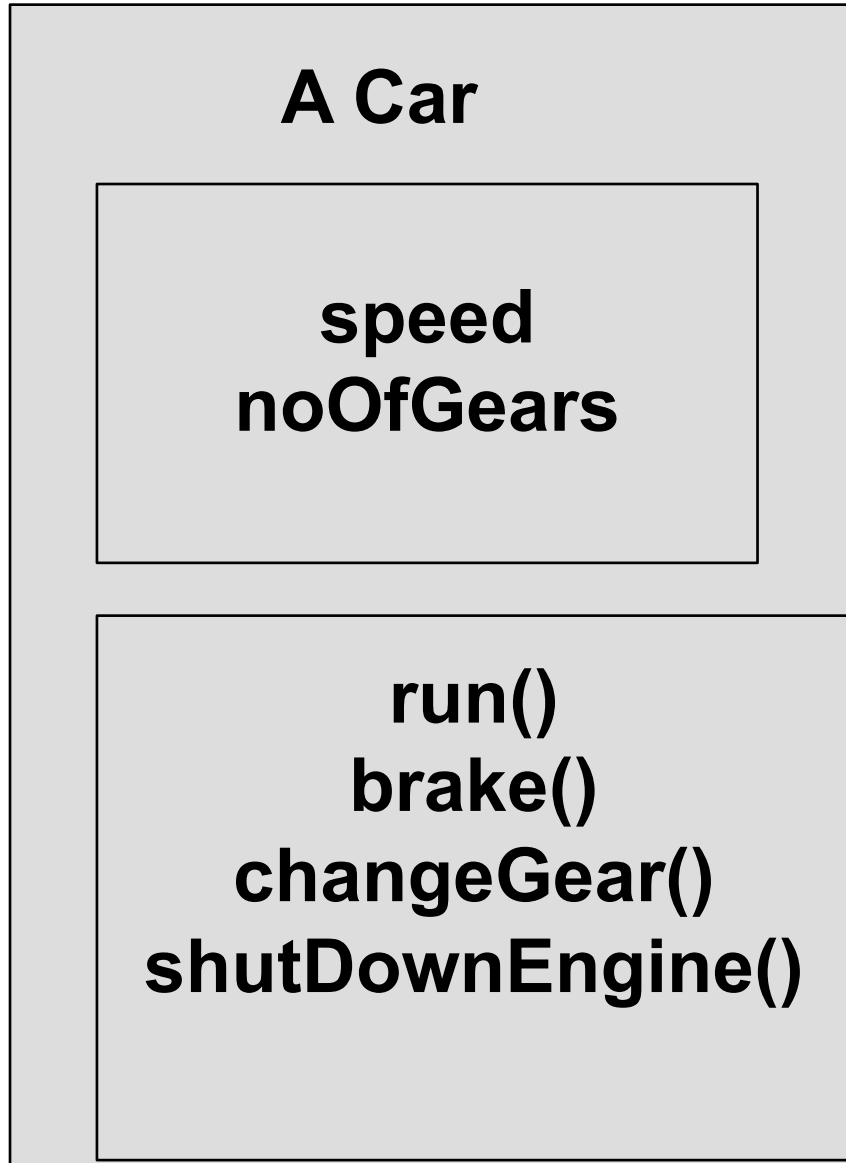 A Car
speed
noOfGears
run()
brake()
changeGear()
shutDownEngine()